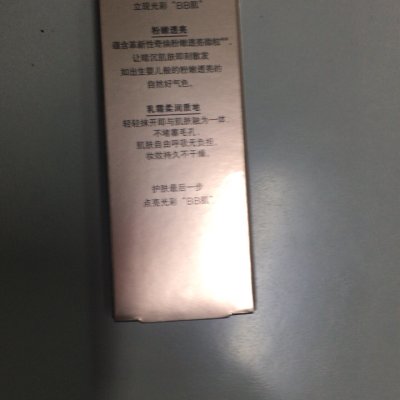 立现光彩“BB肌”
粉嫩透亮
蕴含革新性奇焕粉嫩透亮微粒**，
让暗沉肌肤即刻散发
如出生婴儿般的粉嫩透亮的
自然好气色。
乳霜柔润质地
轻轻抹开即与肌肤融为一体，
不堵塞毛孔，
肌肤自由呼吸无负担，
妆效持久不干燥。
护肤最后一步
点亮光彩“BB肌”